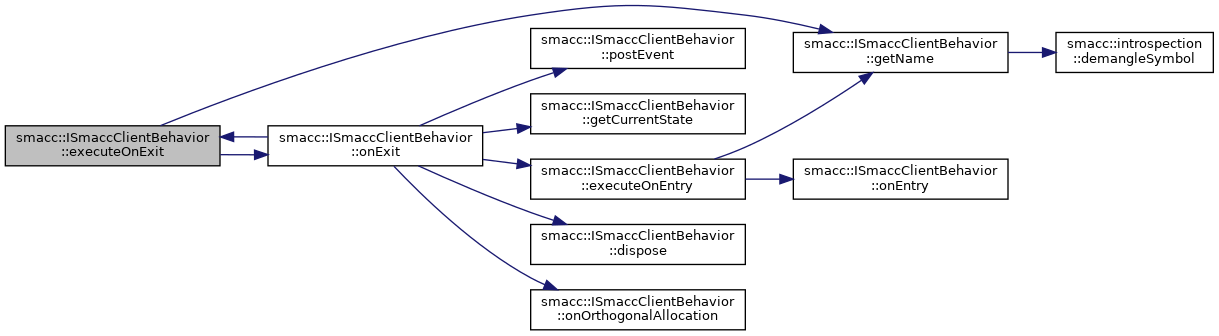 smacc::ISmaccClientBehavior
::executeOnExit
smacc::ISmaccClientBehavior
::onExit
smacc::ISmaccClientBehavior
::postEvent
smacc::ISmaccClientBehavior
::getCurrentState
smacc::ISmaccClientBehavior
::executeOnEntry
smacc::ISmaccClientBehavior
::dispose
smacc::ISmaccClientBehavior
::onOrthogonalAllocation
smacc::ISmaccClientBehavior
::getName
smacc::ISmaccClientBehavior
::onEntry
smacc::introspection
::demangleSymbol